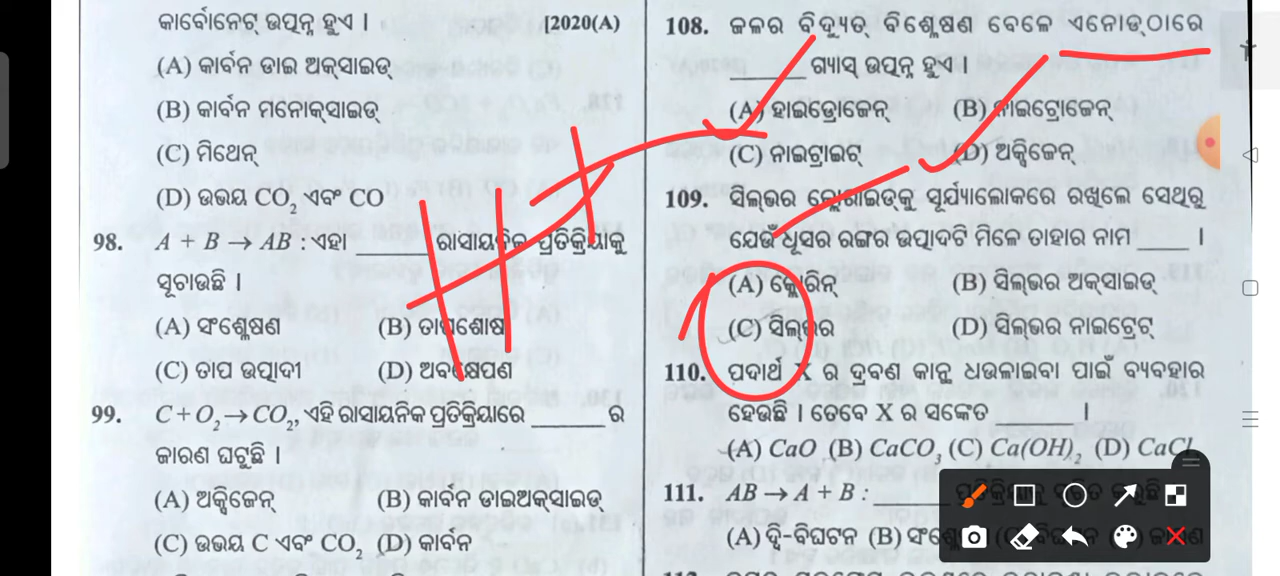 କାର୍ବୋନେଟ୍ ଉତ୍ପନ୍ନ ହୁଏ । [2020(A)
(A) କାର୍ବନ ଡାଇ ଅକ୍ସାଇଡ୍
(B) କାର୍ବନ ମନୋକ୍ସାଇଡ୍
(C) ମିଥେନ୍
(D) ଉଭୟ CO₂ ଏବଂ CO
98. A + B → AB : ଏହା ______ ରାସାୟନିକ ପ୍ରତିକ୍ରିୟାକୁ
ସୂଚାଉଛି ।
(A) ସଂଶ୍ଳେଷଣ (B) ତାପଶୋଷୀ
(C) ତାପ ଉତ୍ପାଦୀ (D) ଅବକ୍ଷେପଣ
99. C + O₂ → CO₂, ଏହି ରାସାୟନିକ ପ୍ରତିକ୍ରିୟାରେ ______ ର
ଜାରଣ ଘଟୁଛି ।
(A) ଅକ୍ସିଜେନ୍ (B) କାର୍ବନ ଡାଇଅକ୍ସାଇଡ୍
(C) ଉଭୟ C ଏବଂ CO₂ (D) କାର୍ବନ
108. ଜଳର ବିଦ୍ୟୁତ୍ ବିଶ୍ଳେଷଣ ବେଳେ ଏନୋଡ୍‌ଠାରେ
______ ଗ୍ୟାସ୍ ଉତ୍ପନ୍ନ ହୁଏ ।
(A) ହାଇଡ୍ରୋଜେନ୍ (B) ନାଇଟ୍ରୋଜେନ୍
(C) ନାଇଟ୍ରାଇଟ୍ (D) ଅକ୍ସିଜେନ୍
109. ସିଲ୍‌ଭର କ୍ଲୋରାଇଡ୍‌କୁ ସୂର୍ଯ୍ୟାଲୋକରେ ରଖିଲେ ସେଥିରୁ
ଯେଉଁ ଧୂସର ରଙ୍ଗର ଉତ୍ପାଦଟି ମିଳେ ତାହାର ନାମ _____ ।
(A) କ୍ଲୋରିନ୍ (B) ସିଲ୍‌ଭର ଅକ୍‌ସାଇଡ୍
(C) ସିଲ୍‌ଭର (D) ସିଲ୍‌ଭର ନାଇଟ୍ରେଟ୍
110. ପଦାର୍ଥ X ର ଦ୍ରବଣ କାନ୍ଥ ଧଉଳାଇବା ପାଇଁ ବ୍ୟବହାର
ହେଉଛି । ତେବେ X ର ସଙ୍କେତ ______ ।
(A) CaO (B) CaCO₃ (C) Ca(OH)₂ (D) CaCl
111. AB → A + B :
(A) ଦ୍ୱି-ବିଘଟନ (B)